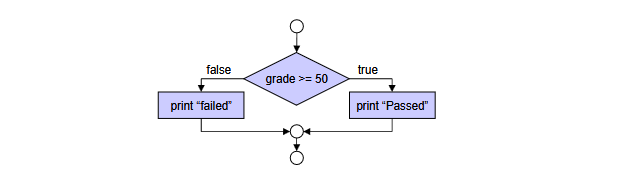 false
true
grade >= 50
print “failed”
print “Passed”